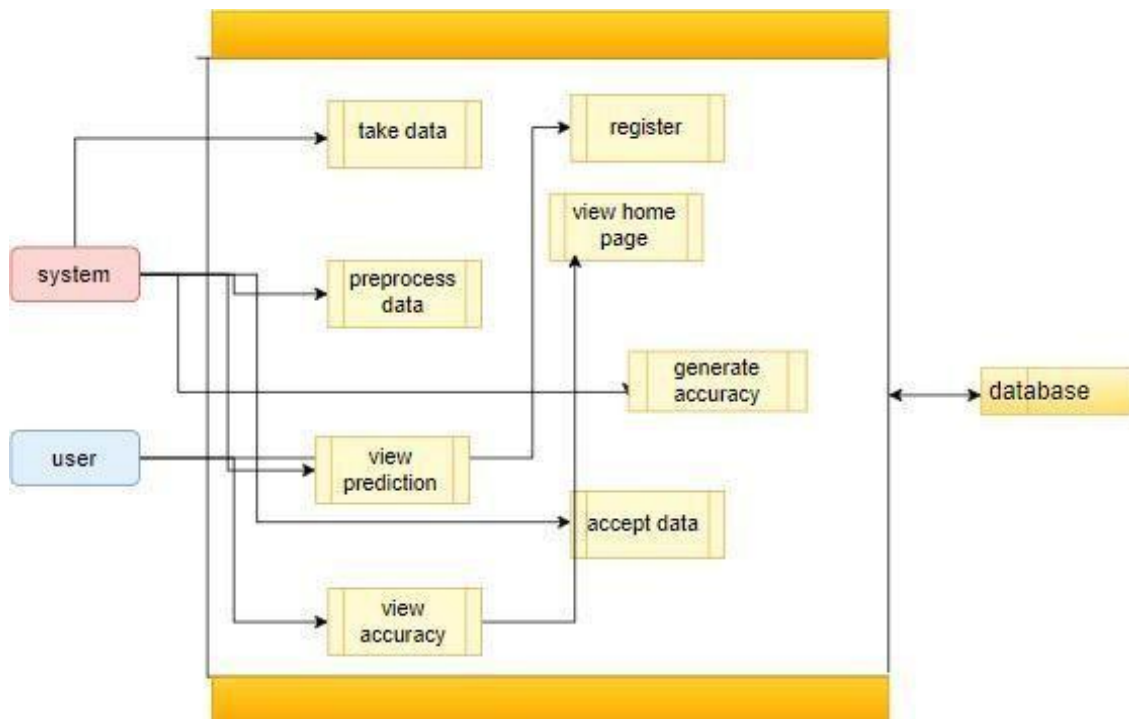 take data
register
view home
page
system
preprocess
data
generate
accuracy
database
user
view
prediction
accept data
view
accuracy